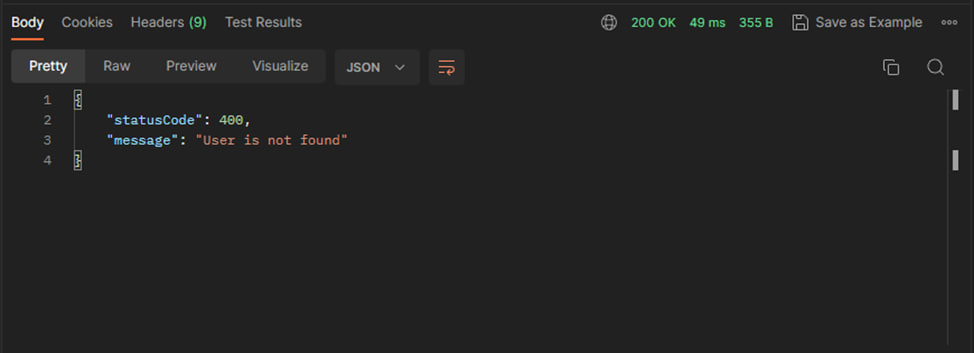 Body Cookies Headers (9) Test Results 200 OK 49 ms 355 B Save as Example
Pretty Raw Preview Visualize JSON
1 {
2 "statusCode": 400,
3 "message": "User is not found"
4 }